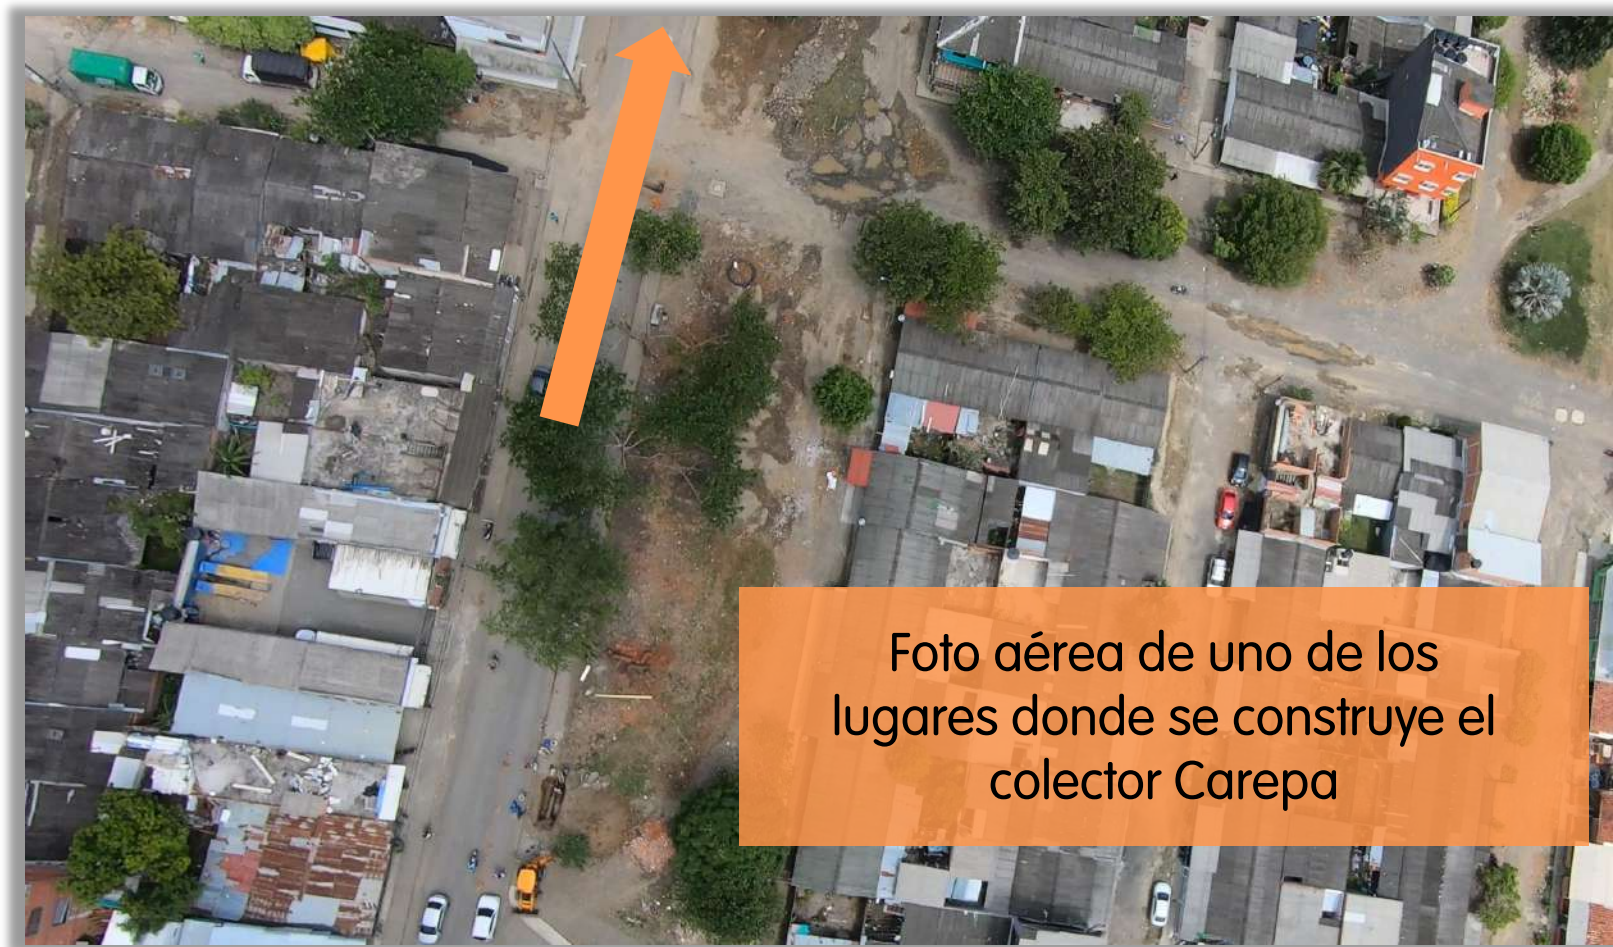 Foto aérea de uno de los
lugares donde se construye el
colector Carepa